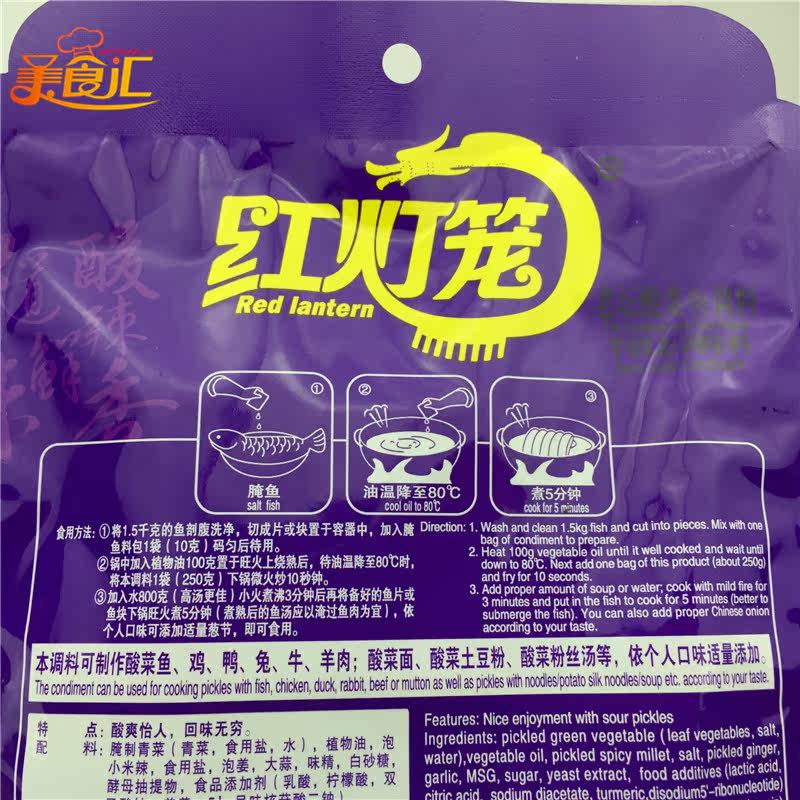 美食汇
酸辣香
红灯笼
Red lantern
①
②
③
腌鱼
salt fish
油温降至80℃
cool oil to 80℃
煮5分钟
cook for 5 minutes
食用方法：①将1.5千克的鱼剖腹洗净，切成片或块置于容器中，加入腌
鱼料包1袋（10克）码匀后待用。
②锅中加入植物油100克置于旺火上烧熟后，待油温降至80℃时，
将本调料1袋（250克）下锅微火炒10秒钟。
③加入水800克（高汤更佳）小火煮沸3分钟后再将备好的鱼片或
鱼块下锅旺火煮5分钟（煮熟后的鱼汤应以淹过鱼肉为宜），依
个人口味可添加适量葱节，即可食用。
Direction: 1. Wash and clean 1.5kg fish and cut into pieces. Mix with one
bag of condiment to prepare.
2. Heat 100g vegetable oil until it well cooked and wait until
down to 80℃. Next add one bag of this product (about 250g)
and fry for 10 seconds.
3. Add proper amount of soup or water; cook with mild fire for
3 minutes and put in the fish to cook for 5 minutes (better to
submerge the fish). You can also add proper Chinese onion
according to your taste.
本调料可制作酸菜鱼、鸡、鸭、兔、牛、羊肉；酸菜面、酸菜土豆粉、酸菜粉丝汤等，依个人口味适量添加。
The condiment can be used for cooking pickles with fish, chicken, duck, rabbit, beef or mutton as well as pickles with noodles/potato silk noodles/soup etc. according to your taste.
特 点：酸爽怡人，回味无穷。
配 料：腌制青菜（青菜，食用盐，水），植物油，泡
小米辣，食用盐，泡姜，大蒜，味精，白砂糖，
酵母抽提物，食品添加剂（乳酸，柠檬酸，双
Features: Nice enjoyment with sour pickles
Ingredients: pickled green vegetable ( leaf vegetables, salt,
water),vegetable oil, pickled spicy millet, salt, pickled ginger,
garlic, MSG, sugar, yeast extract, food additives (lactic acid,
citric acid, sodium diacetate, turmeric,disodium5'-ribonucleotide)